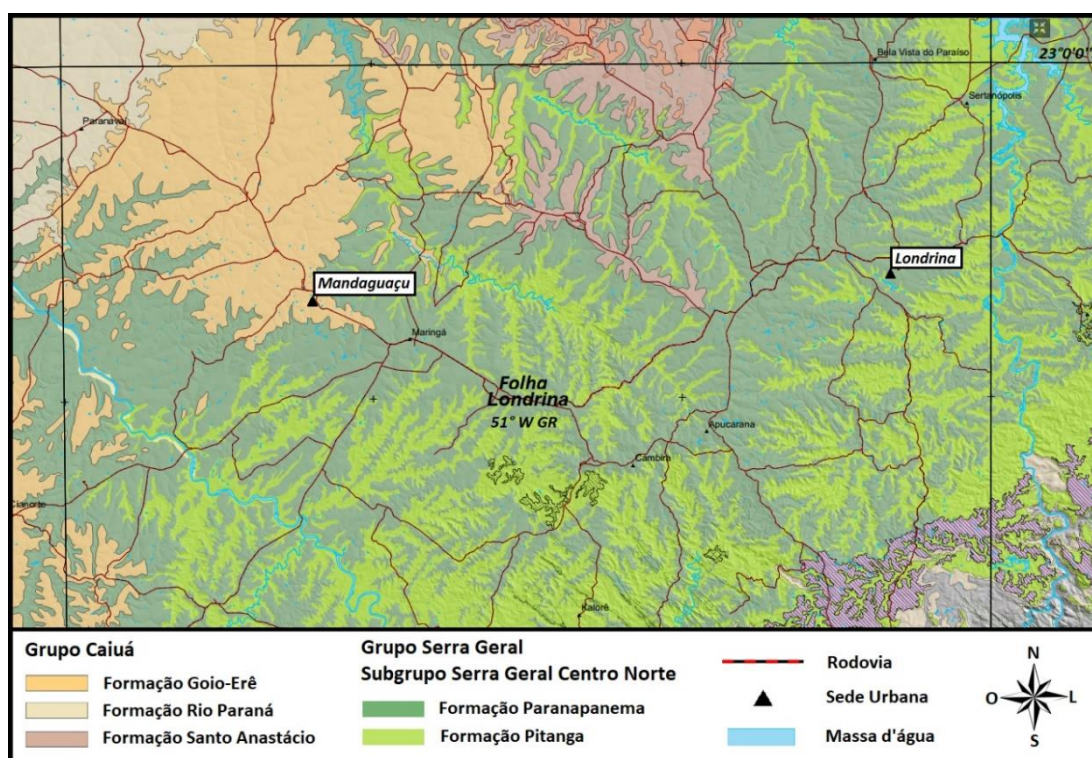 Bela Vista do Paraíso
23°0'0"
Sertanópolis
Paranavaí
Londrina
Mandaguaçu
Maringá
Folha
Londrina
51° W GR
Apucarana
Cambira
Cianorte
Kaloré
Grupo Caiuá
Formação Goio-Erê
Formação Rio Paraná
Formação Santo Anastácio
Grupo Serra Geral
Subgrupo Serra Geral Centro Norte
Formação Paranapanema
Formação Pitanga
Rodovia
Sede Urbana
Massa d'água
N
O
L
S